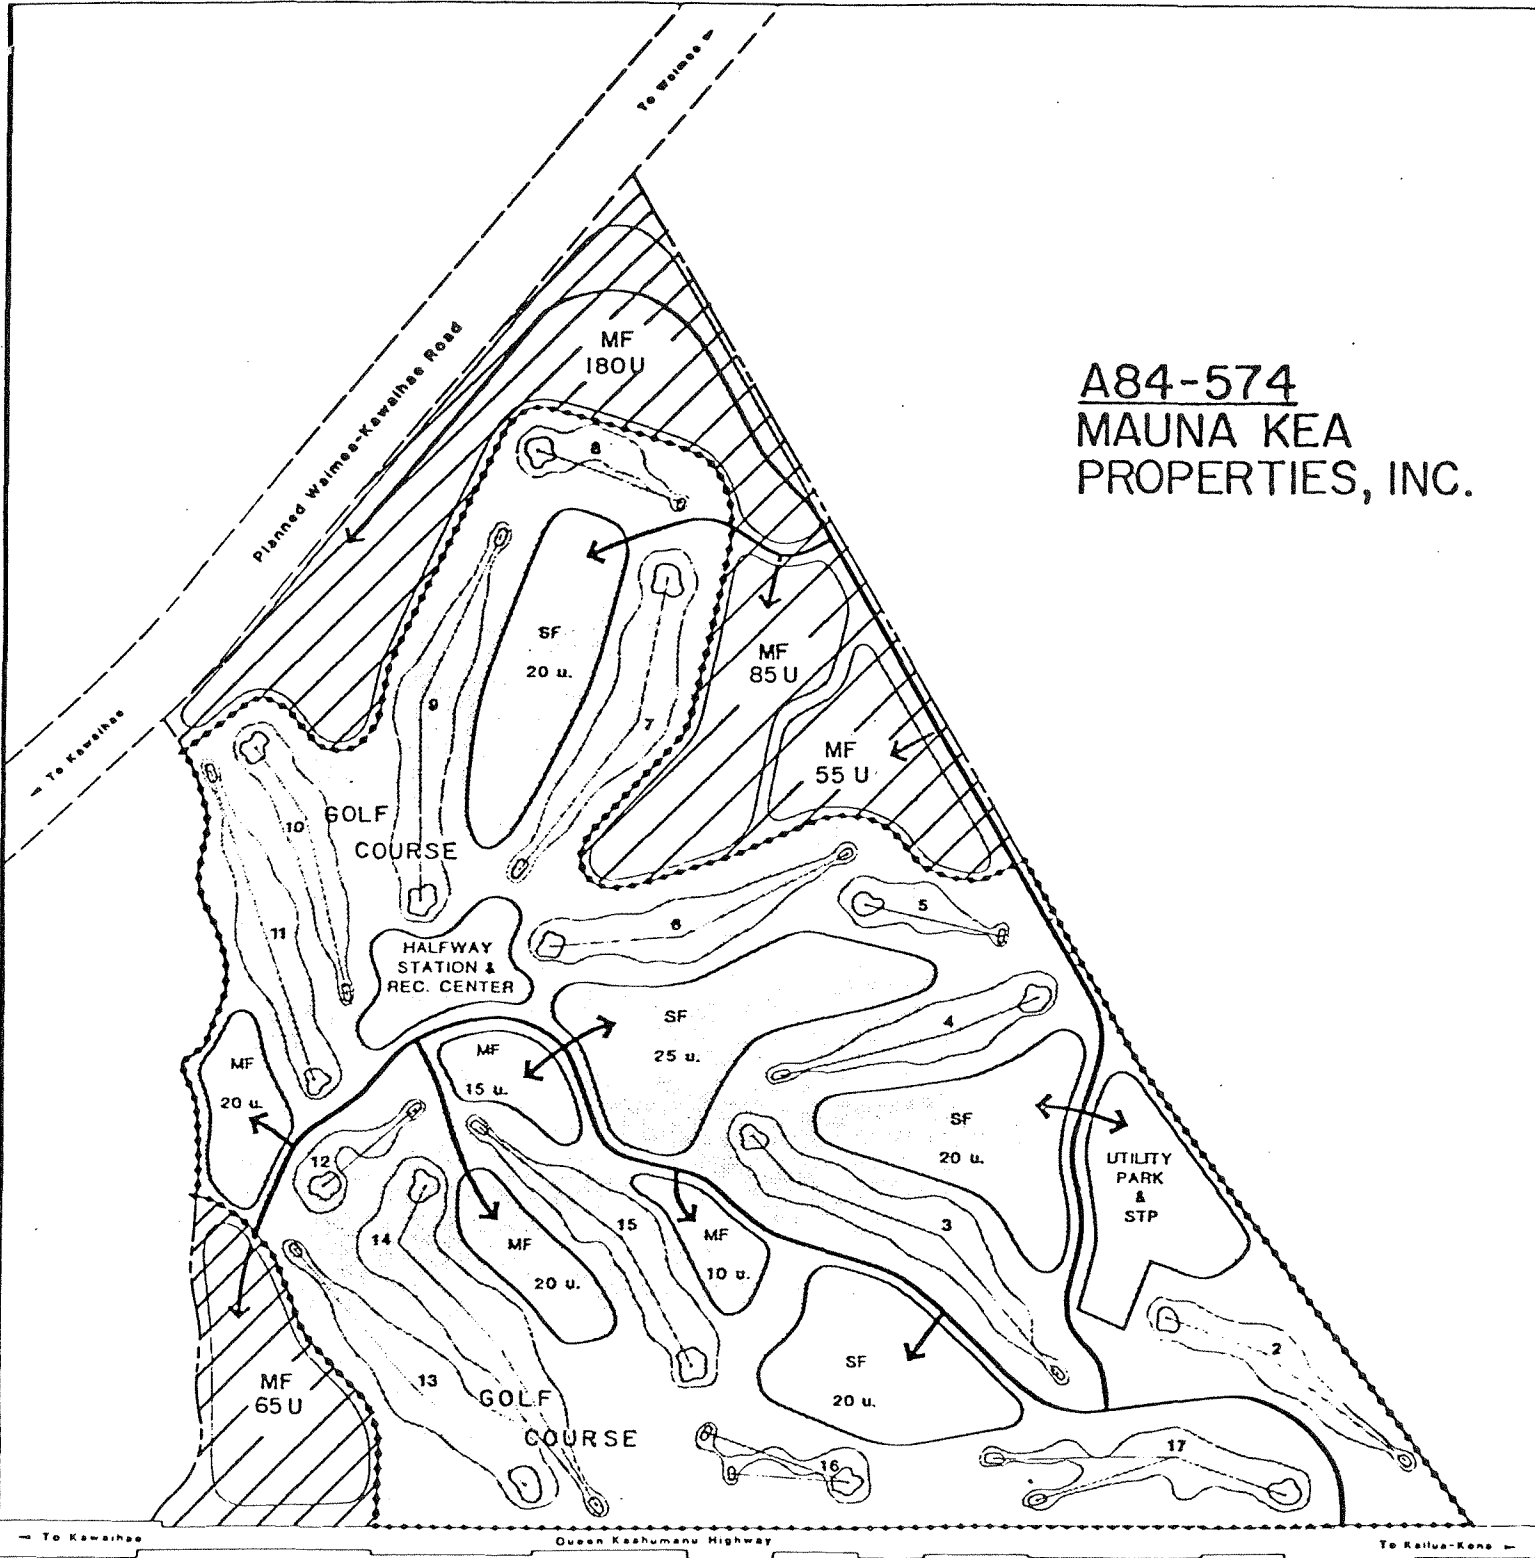 To Waimea
Planned Waimea-Kawaihae Road
To Kawaihae
A84-574
MAUNA KEA
PROPERTIES, INC.
MF
180U
8
SF
20 u.
9
7
MF
85U
MF
55 U
10
GOLF
COURSE
11
HALFWAY
STATION &
REC. CENTER
6
5
4
MF
20 u.
MF
15 u.
SF
25 u.
SF
20 u.
UTILITY
PARK
&
STP
12
14
15
3
MF
20 u.
MF
10 u.
2
MF
65U
13
GOLF
COURSE
SF
20 u.
16
17
To Kawaihae
Queen Kaahumanu Highway
To Kailua-Kona